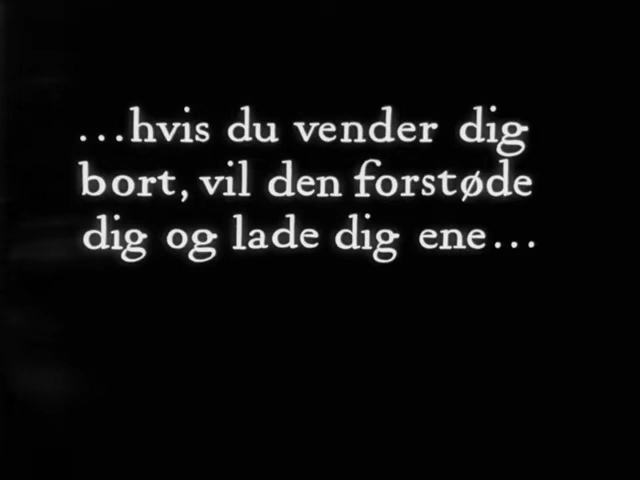 ...hvis du vender dig
bort, vil den forstøde
dig og lade dig ene...